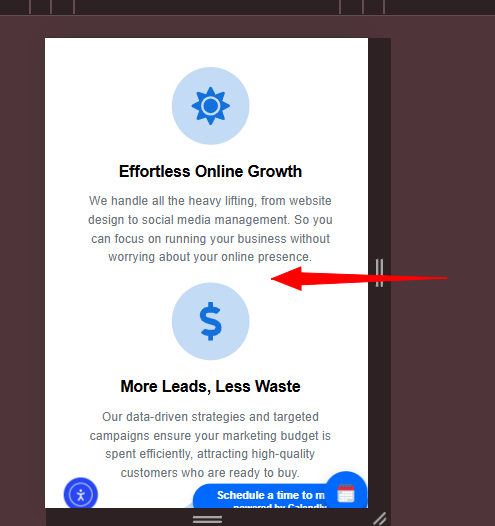 Effortless Online Growth
We handle all the heavy lifting, from website
design to social media management. So you
can focus on running your business without
worrying about your online presence.
$
More Leads, Less Waste
Our data-driven strategies and targeted
campaigns ensure your marketing budget is
spent efficiently, attracting high-quality
customers who are ready to buy.
Schedule a time to m
powered by Calendly